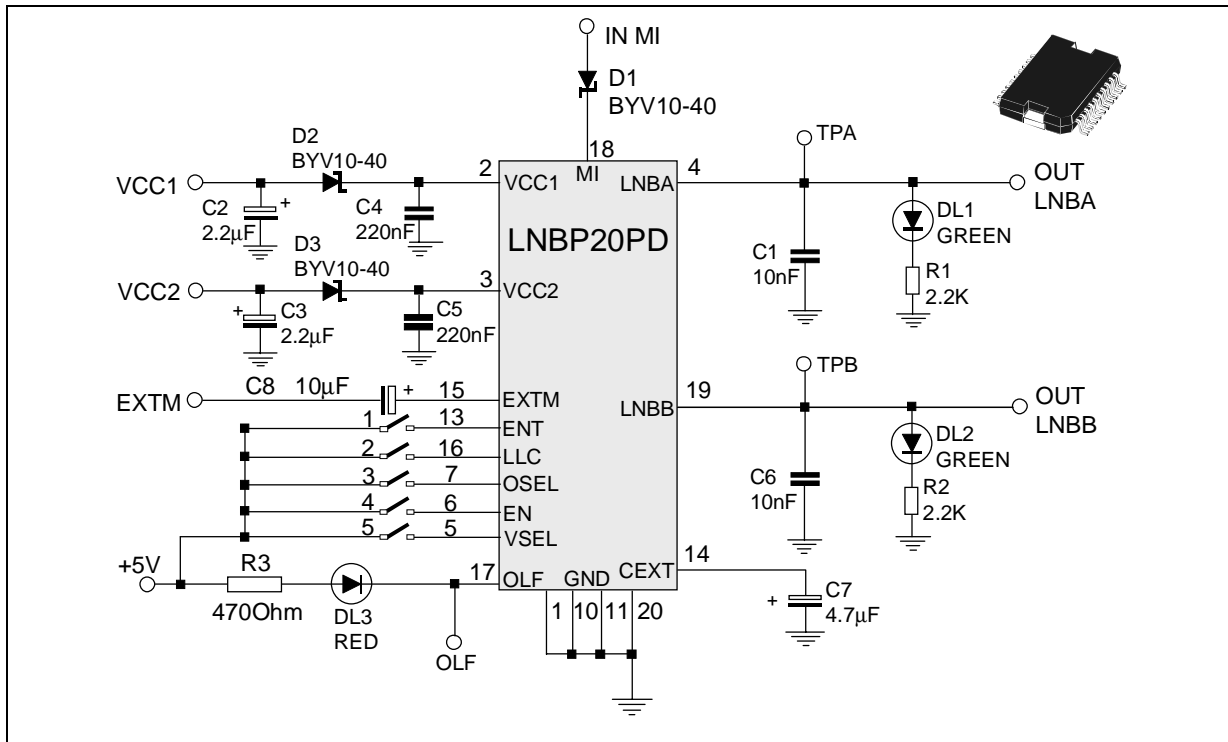 IN MI
D1
BYV10-40
D2
BYV10-40
VCC1
C2
+
2.2µF
C4
220nF
2
VCC1
18
MI
LNBA
4
TPA
OUT
LNBA
DL1
GREEN
C1
10nF
R1
2.2K
LNBP20PD
D3
BYV10-40
VCC2
+
C3
2.2µF
C5
220nF
3
VCC2
TPB
EXTM
C8
10µF
+
15
EXTM
LNBB
19
OUT
LNBB
1
13
ENT
2
16
LLC
3
7
OSEL
4
6
EN
5
5
VSEL
DL2
GREEN
C6
10nF
R2
2.2K
+5V
R3
470Ohm
DL3
RED
17
OLF
OLF
GND
1
10
11
20
CEXT
14
+
C7
4.7µF